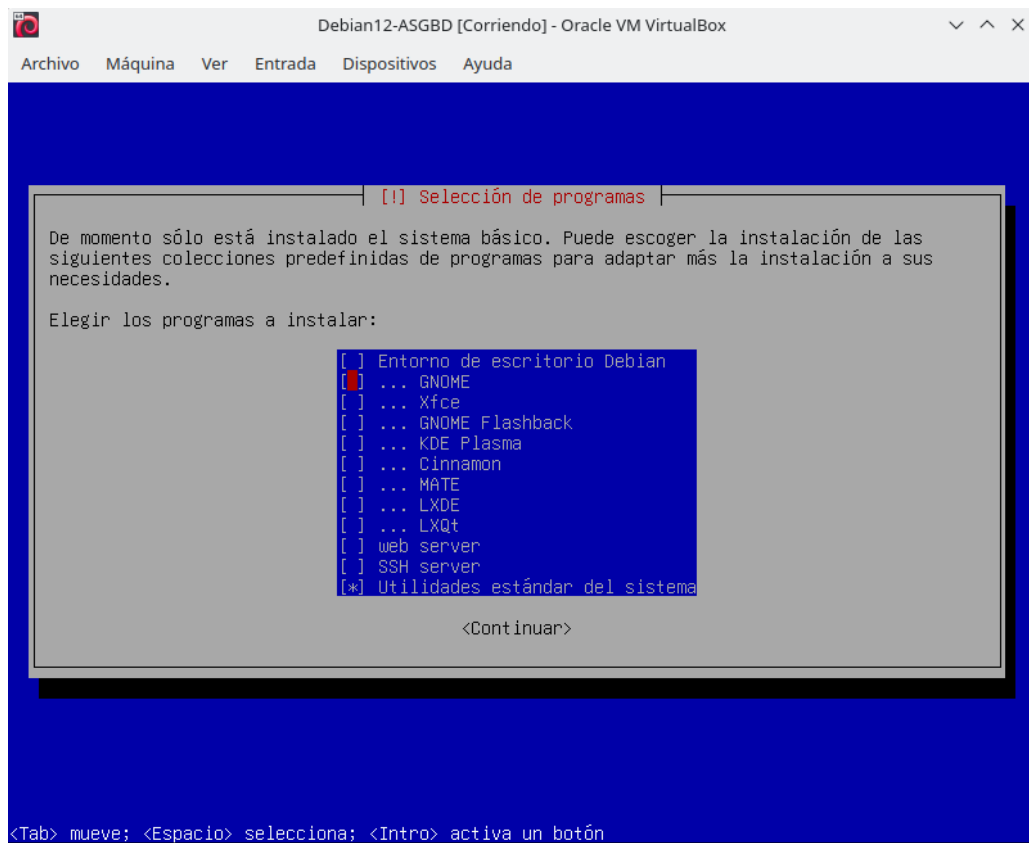 Debian12-ASGBD [Corriendo] - Oracle VM VirtualBox
Archivo Máquina Ver Entrada Dispositivos Ayuda
[!] Selección de programas
De momento sólo está instalado el sistema básico. Puede escoger la instalación de las
siguientes colecciones predefinidas de programas para adaptar más la instalación a sus
necesidades.
Elegir los programas a instalar:
[ ] Entorno de escritorio Debian
[ ] ... GNOME
[ ] ... Xfce
[ ] ... GNOME Flashback
[ ] ... KDE Plasma
[ ] ... Cinnamon
[ ] ... MATE
[ ] ... LXDE
[ ] ... LXQt
[ ] web server
[ ] SSH server
[*] Utilidades estándar del sistema
<Continuar>
<Tab> mueve; <Espacio> selecciona; <Intro> activa un botón